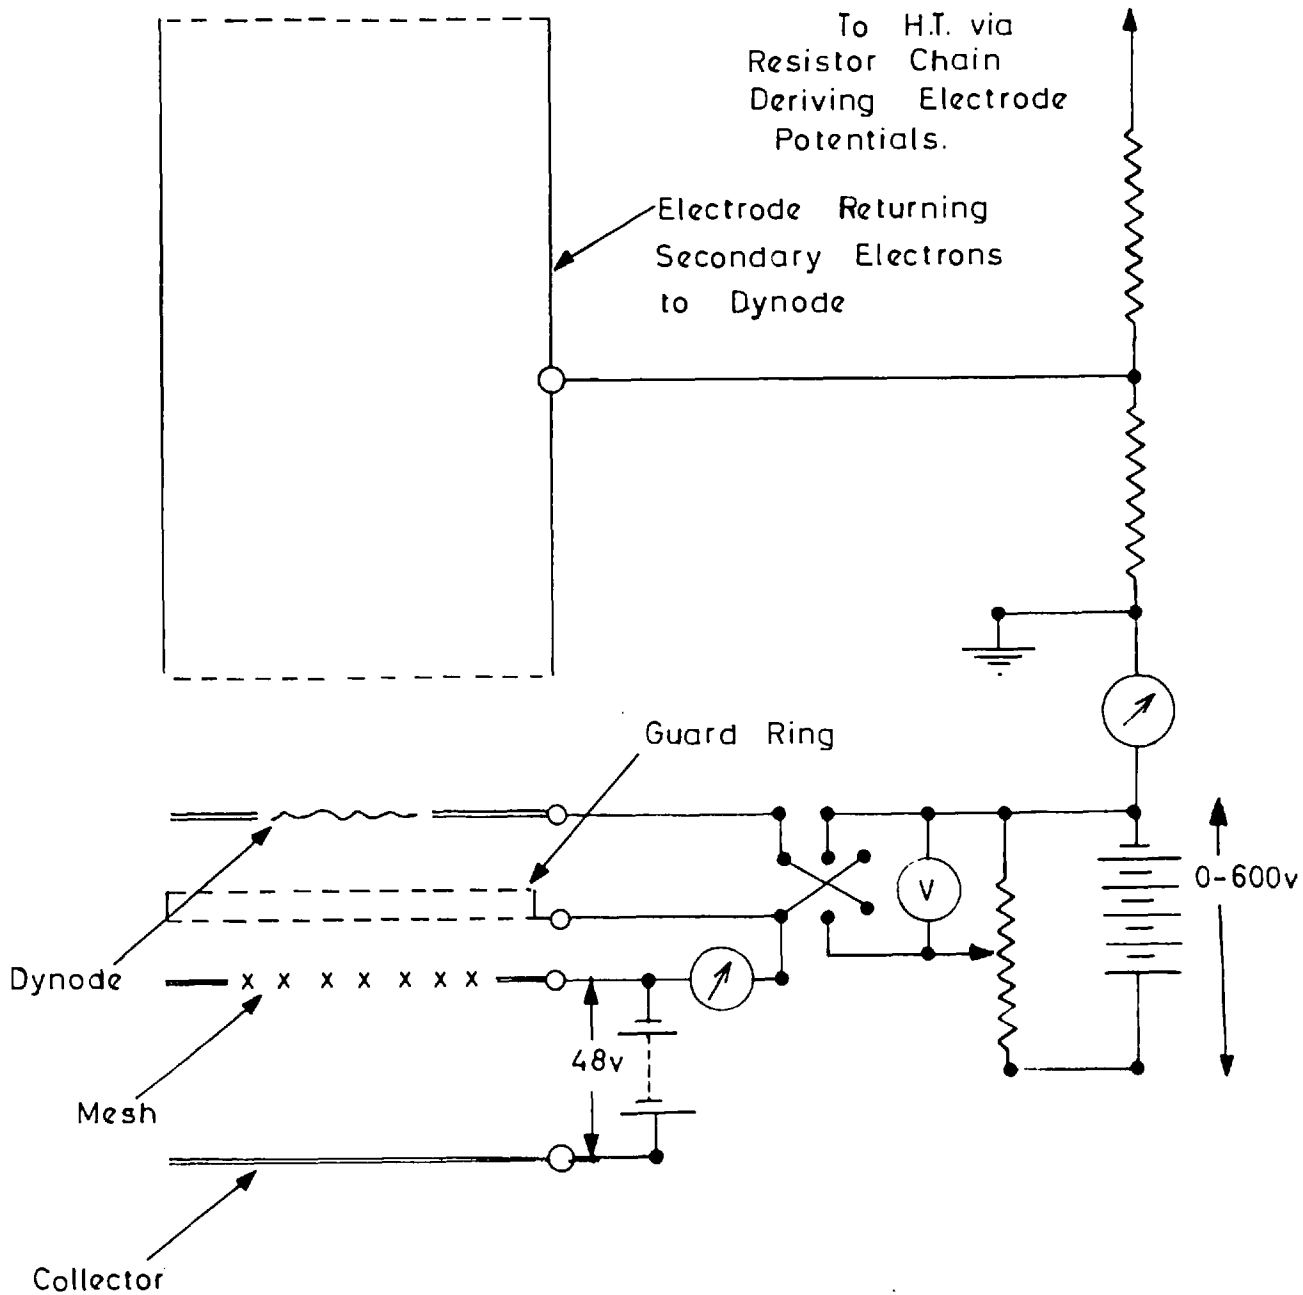 To H.T. via
Resistor Chain
Deriving Electrode
Potentials.
Electrode Returning
Secondary Electrons
to Dynode
Guard Ring
V
0-600v
Dynode
x x x x x x x
48v
Mesh
Collector